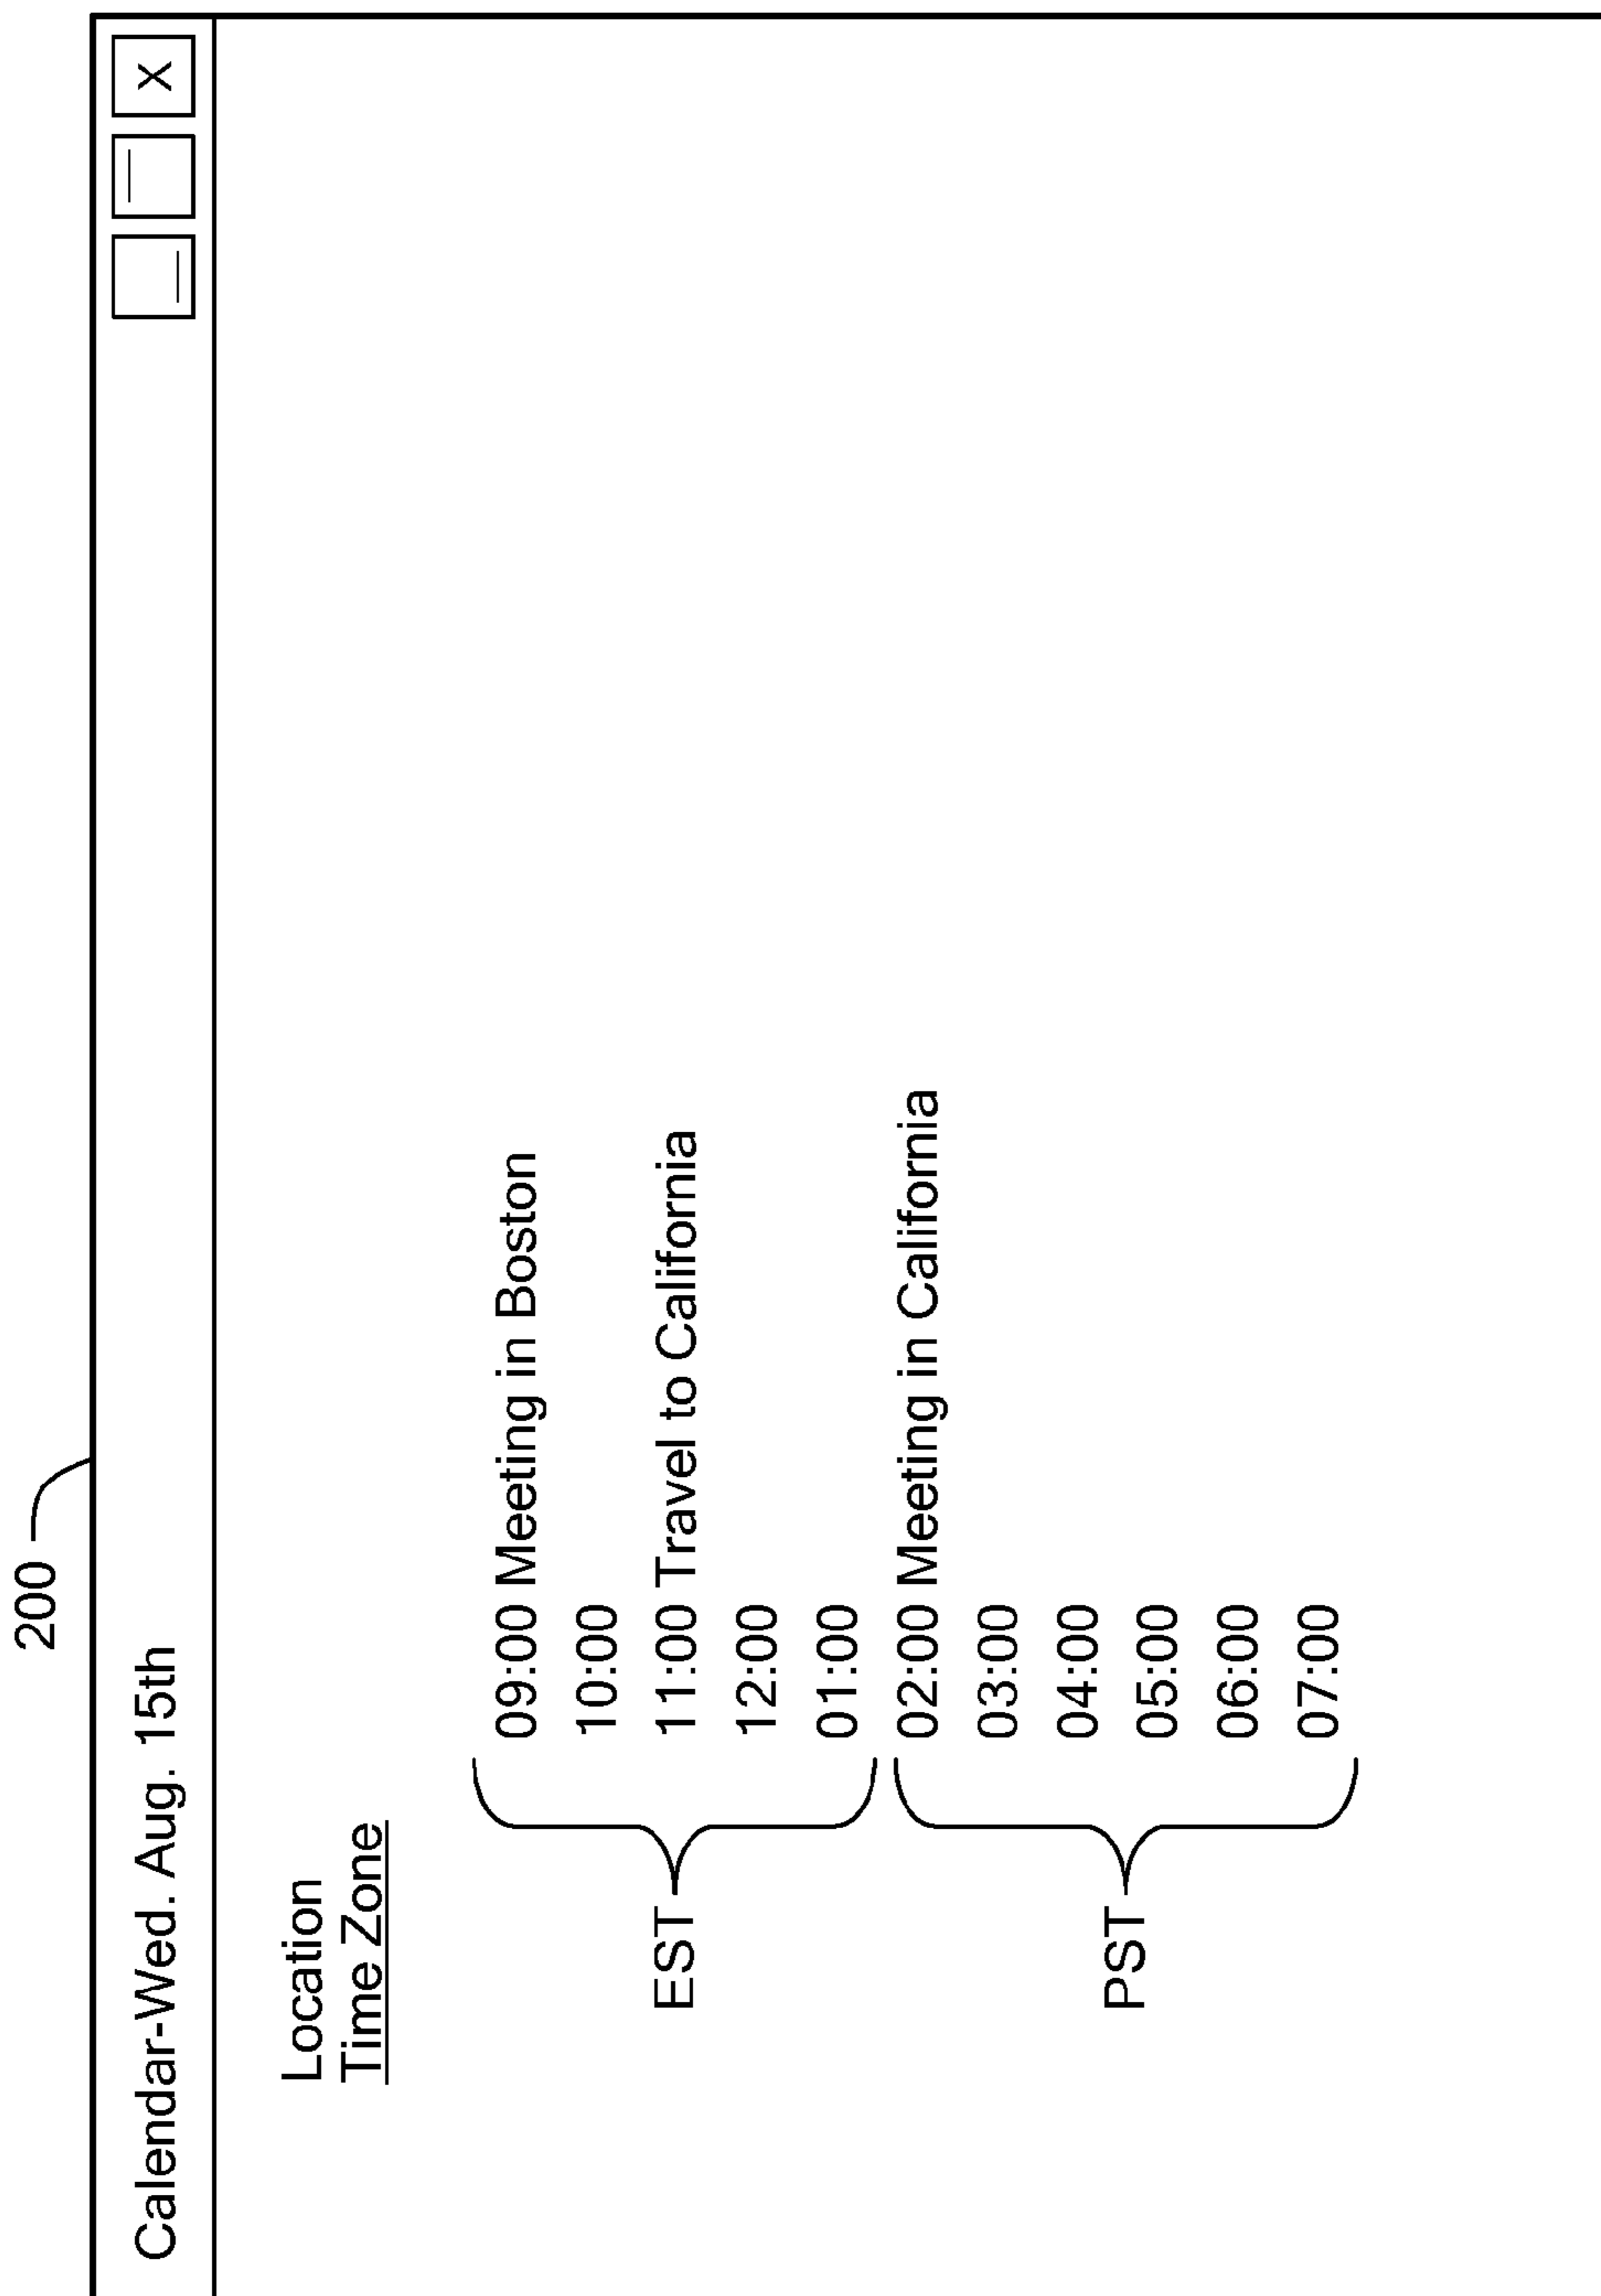 200
Calendar-Wed. Aug. 15th
X
Location
Time Zone
EST
09:00 Meeting in Boston
10:00
11:00 Travel to California
12:00
01:00
PST
02:00 Meeting in California
03:00
04:00
05:00
06:00
07:00